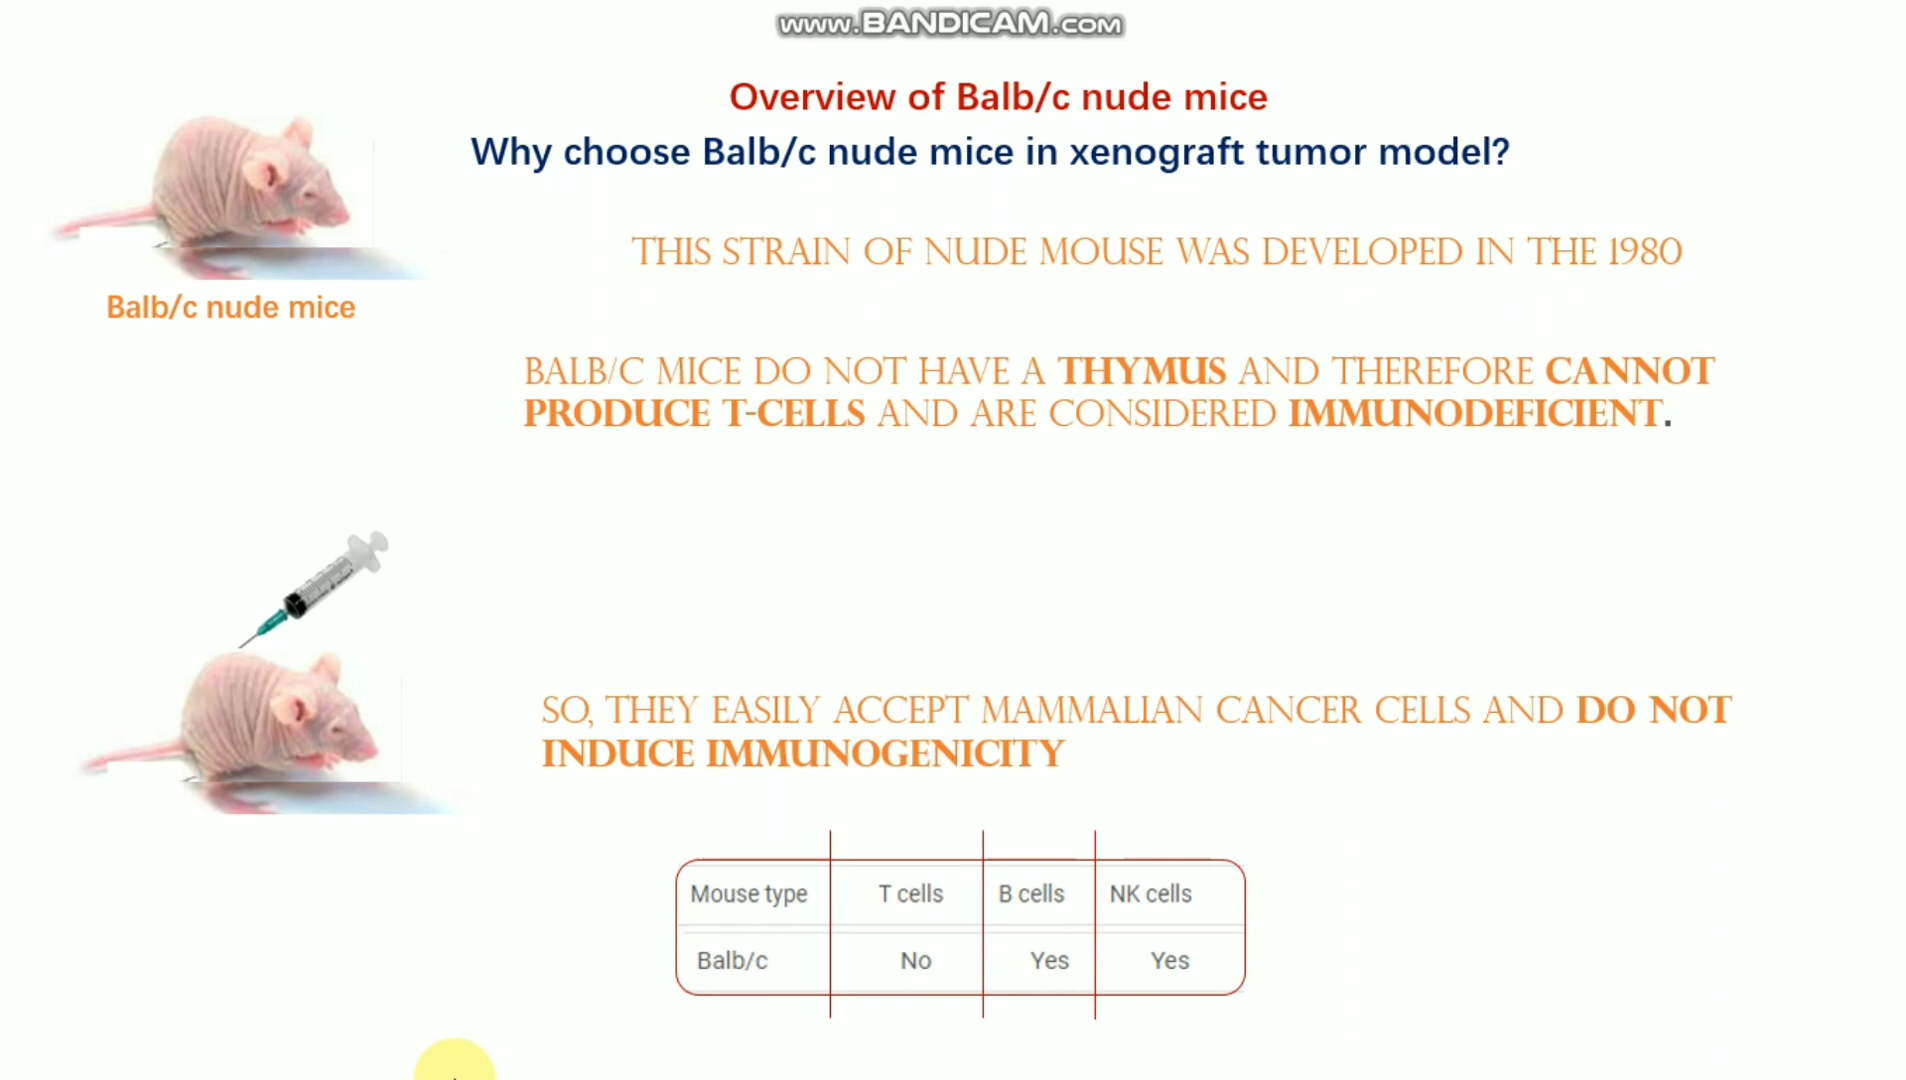 www.BANDICAM.com
Overview of Balb/c nude mice
Why choose Balb/c nude mice in xenograft tumor model?
THIS STRAIN OF NUDE MOUSE WAS DEVELOPED IN THE 1980
Balb/c nude mice
BALB/C MICE DO NOT HAVE A THYMUS AND THEREFORE CANNOT
PRODUCE T-CELLS AND ARE CONSIDERED IMMUNODEFICIENT.
SO, THEY EASILY ACCEPT MAMMALIAN CANCER CELLS AND DO NOT
INDUCE IMMUNOGENICITY
Mouse type T cells B cells NK cells
Balb/c No Yes Yes